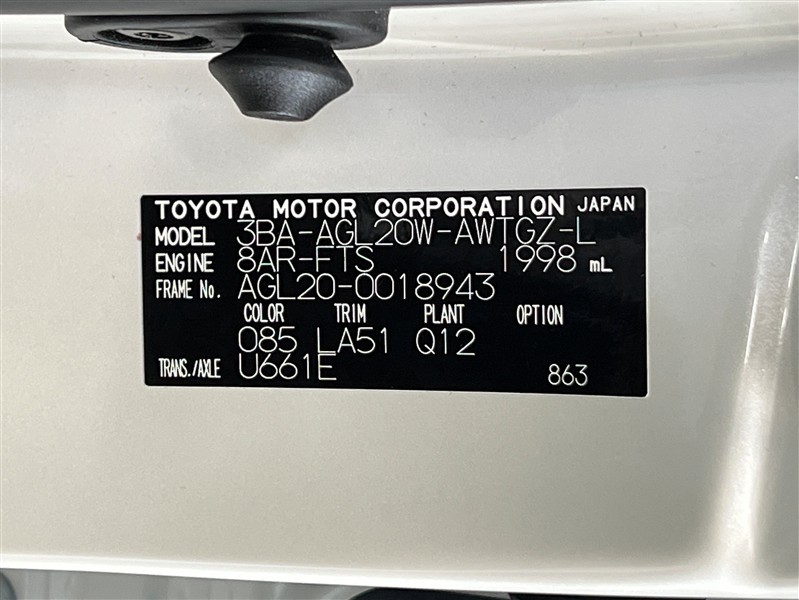 TOYOTA MOTOR CORPORATION JAPAN
MODEL 3BA-AGL20W-AWTGZ-L
ENGINE 8AR-FTS 1998 mL
FRAME No. AGL20-0018943
COLOR TRIM PLANT OPTION
085 LA51 Q12
TRANS./AXLE U661E 863